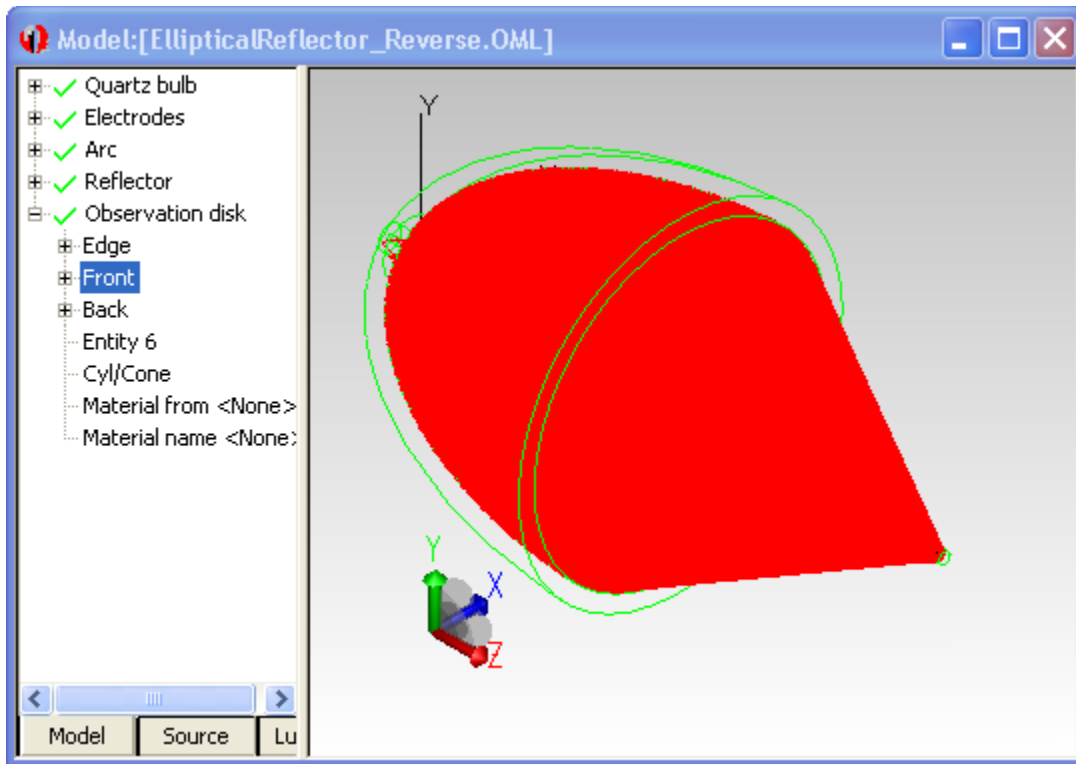 Model:[EllipticalReflector_Reverse.OML]
Quartz bulb
Electrodes
Arc
Reflector
Observation disk
Edge
Front
Back
Entity 6
Cyl/Cone
Material from <None>
Material name <None>
Model Source Lu
Y
Y
X
Z